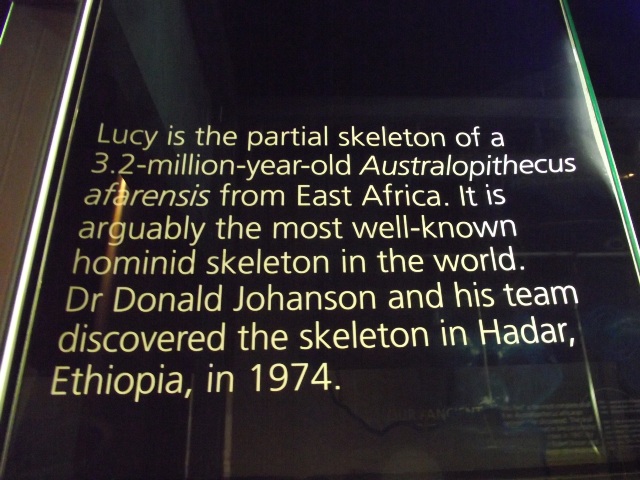 Lucy is the partial skeleton of a
3.2-million-year-old Australopithecus
afarensis from East Africa. It is
arguably the most well-known
hominid skeleton in the world.
Dr Donald Johanson and his team
discovered the skeleton in Hadar,
Ethiopia, in 1974.